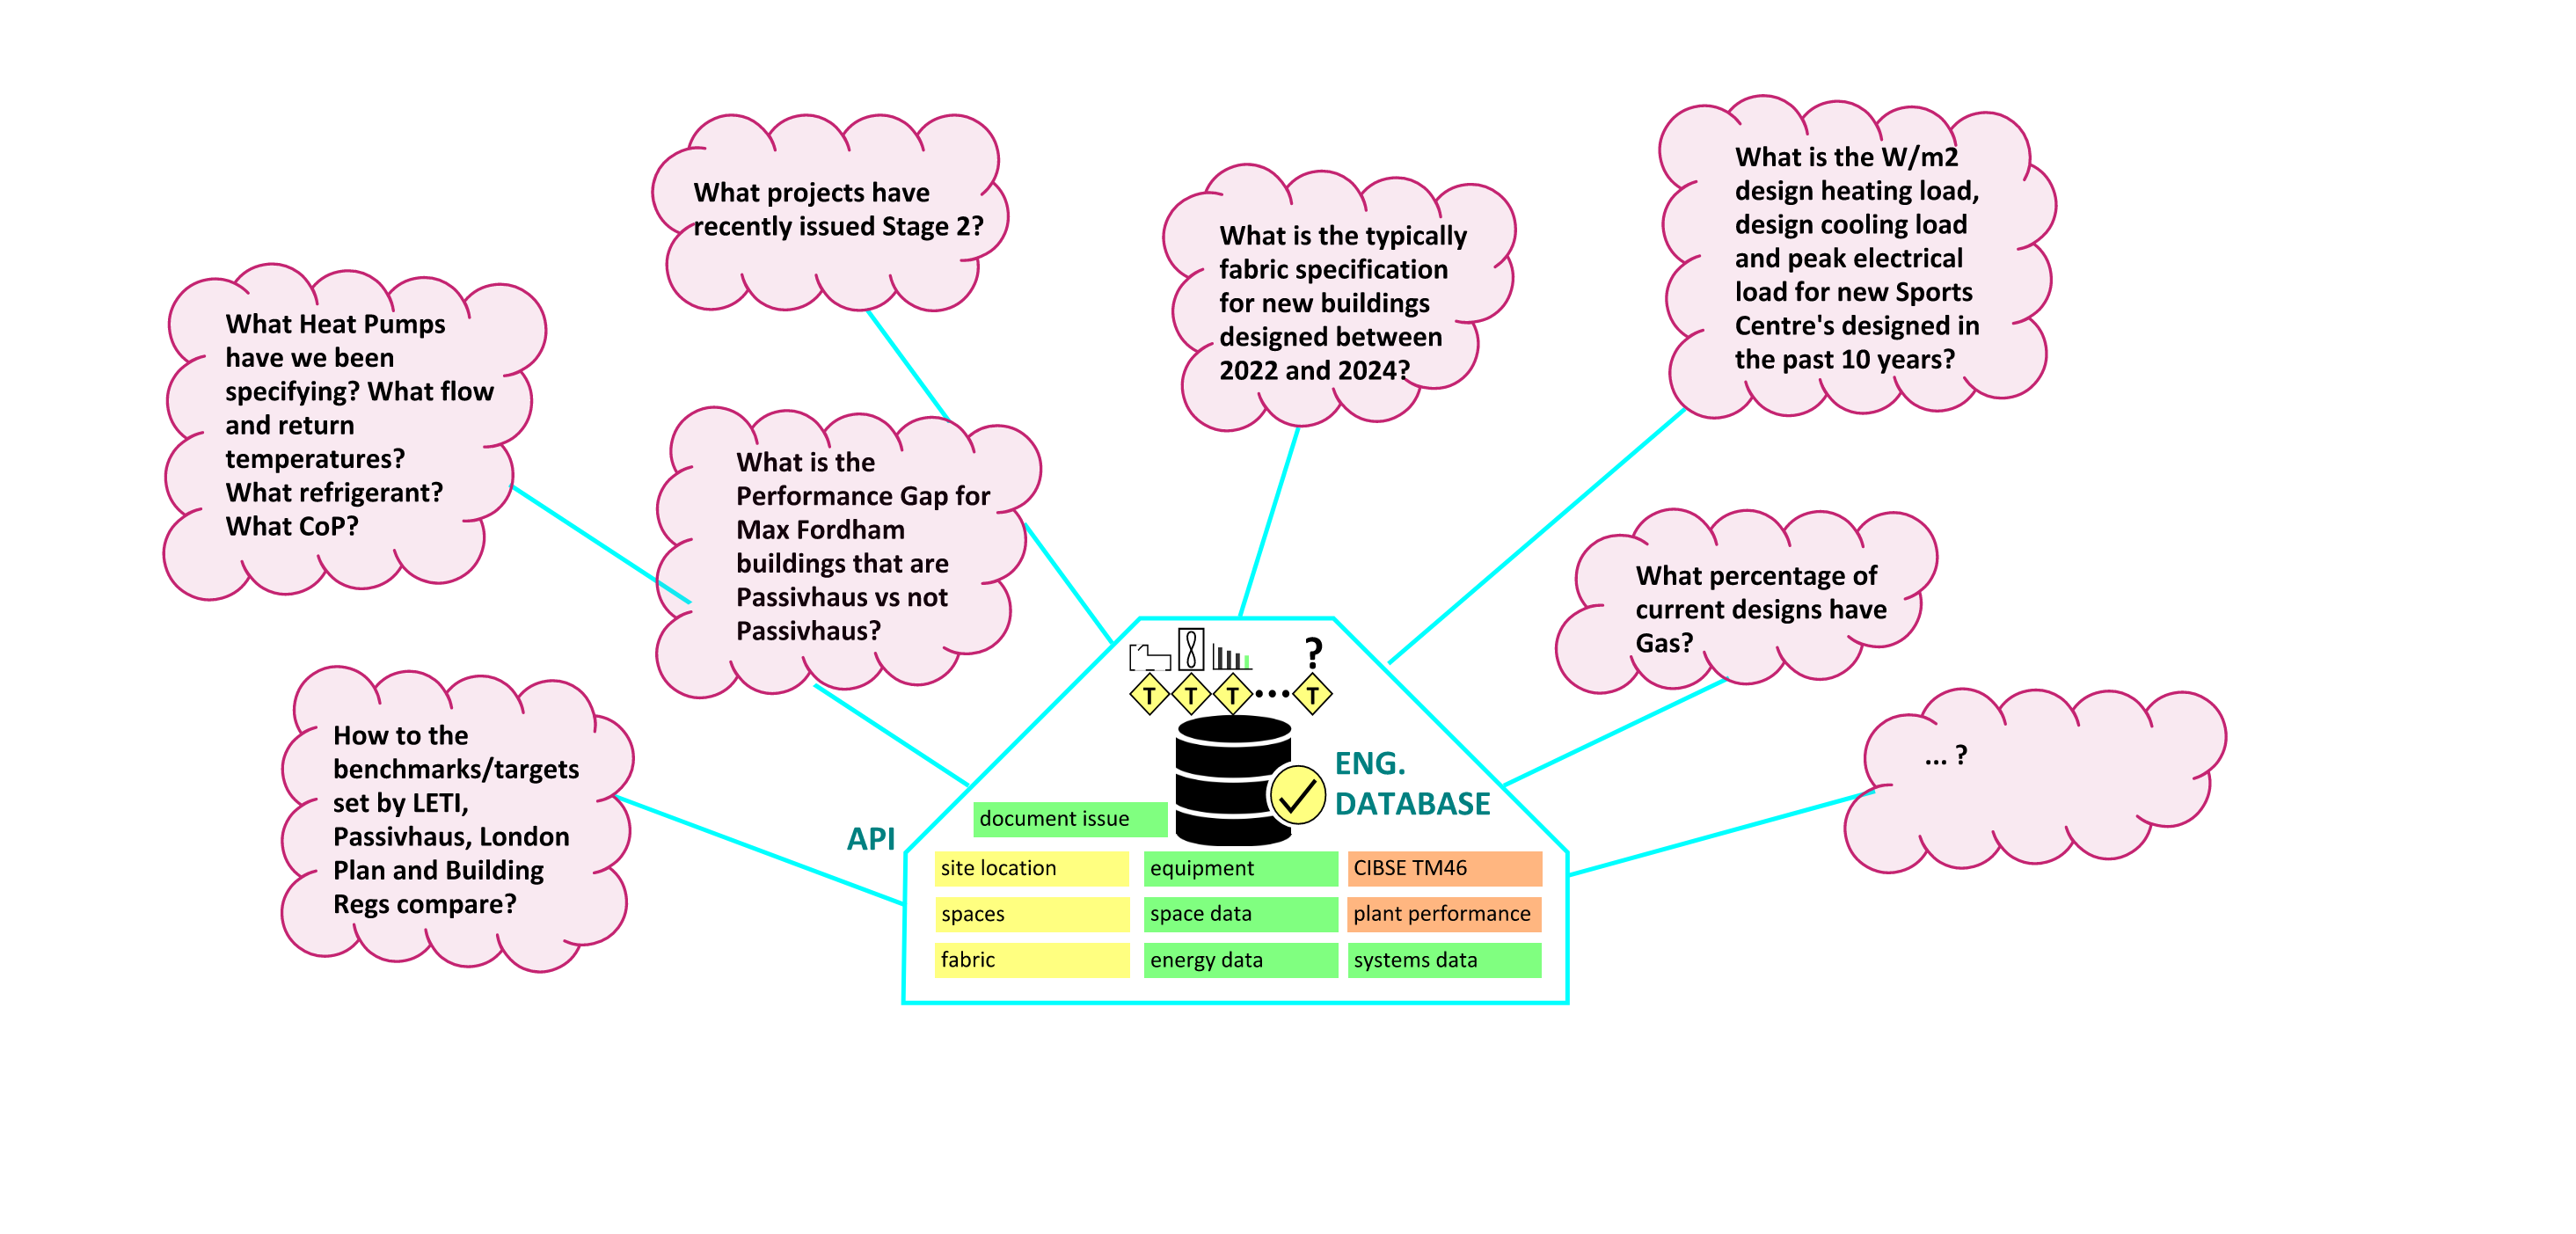 What projects have
recently issued Stage 2?
What is the typically
fabric specification
for new buildings
designed between
2022 and 2024?
What is the W/m2
design heating load,
design cooling load
and peak electrical
load for new Sports
Centre's designed in
the past 10 years?
What Heat Pumps
have we been
specifying? What flow
and return
temperatures?
What refrigerant?
What CoP?
What is the
Performance Gap for
Max Fordham
buildings that are
Passivhaus vs not
Passivhaus?
What percentage of
current designs have
Gas?
How to the
benchmarks/targets
set by LETI,
Passivhaus, London
Plan and Building
Regs compare?
... ?
?
T T T ... T
ENG.
DATABASE
API
document issue
site location
equipment
CIBSE TM46
spaces
space data
plant performance
fabric
energy data
systems data